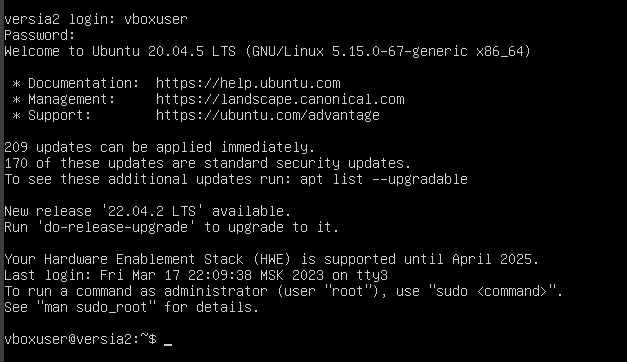 versia2 login: vboxuser
Password:
Welcome to Ubuntu 20.04.5 LTS (GNU/Linux 5.15.0-67-generic x86_64)
* Documentation:  https://help.ubuntu.com
* Management:     https://landscape.canonical.com
* Support:        https://ubuntu.com/advantage
209 updates can be applied immediately.
170 of these updates are standard security updates.
To see these additional updates run: apt list --upgradable
New release '22.04.2 LTS' available.
Run 'do-release-upgrade' to upgrade to it.
Your Hardware Enablement Stack (HWE) is supported until April 2025.
Last login: Fri Mar 17 22:09:38 MSK 2023 on tty3
To run a command as administrator (user "root"), use "sudo <command>".
See "man sudo_root" for details.
vboxuser@versia2:~$ _